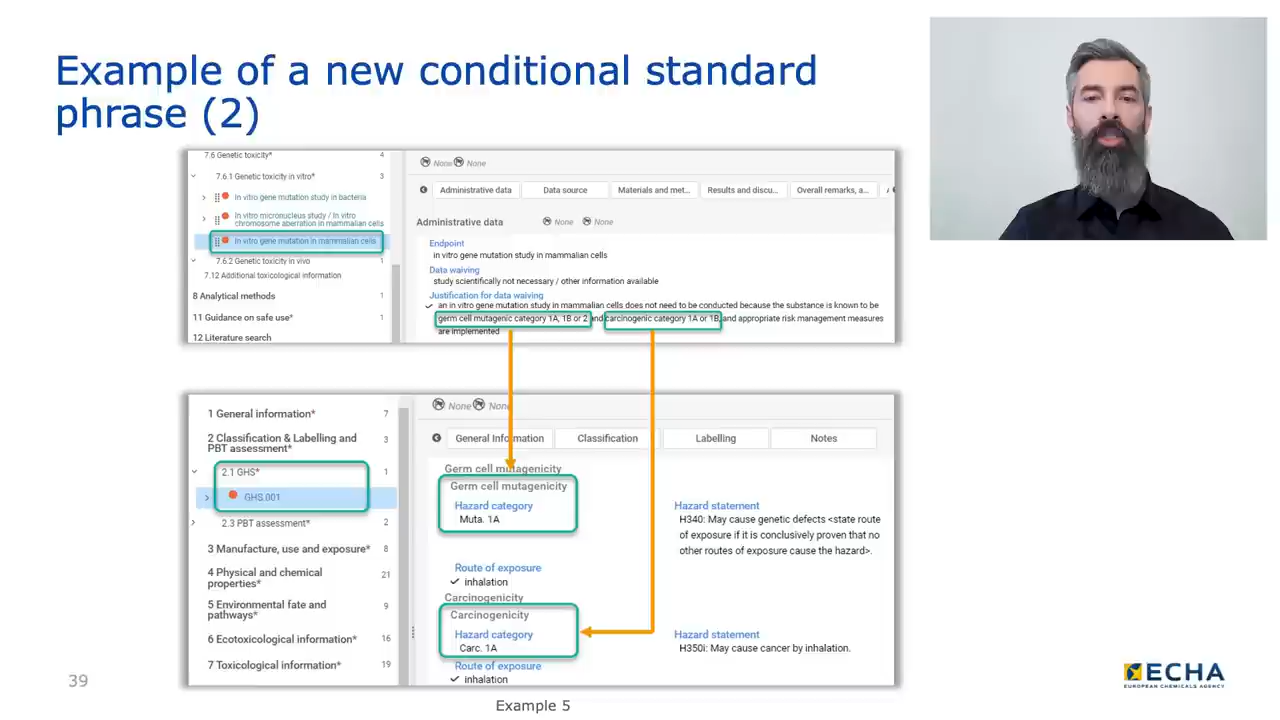 Example of a new conditional standard
phrase (2)
7.6 Genetic toxicity* 4
7.6.1 Genetic toxicity in vitro* 3
In vitro gene mutation study in bacteria
In vitro micronucleus study / In vitro
chromosome aberration in mammalian cells
In vitro gene mutation in mammalian cells
7.6.2 Genetic toxicity in vivo 1
7.12 Additional toxicological information
8 Analytical methods 1
11 Guidance on safe use* 1
12 Literature search
None None
Administrative data Data source Materials and met... Results and discu... Overall remarks, a...
Administrative data None None
Endpoint
in vitro gene mutation study in mammalian cells
Data waiving
study scientifically not necessary / other information available
Justification for data waiving
an in vitro gene mutation study in mammalian cells does not need to be conducted because the substance is known to be
germ cell mutagenic category 1A, 1B or 2 and carcinogenic category 1A or 1B, and appropriate risk management measures
are implemented
1 General information* 7
2 Classification & Labelling and
PBT assessment* 3
2.1 GHS* 1
GHS.001
2.3 PBT assessment* 2
3 Manufacture, use and exposure* 8
4 Physical and chemical
properties* 21
5 Environmental fate and
pathways* 9
6 Ecotoxicological information* 16
7 Toxicological information* 19
None None
General Information Classification Labelling Notes
Germ cell mutagenicity
Germ cell mutagenicity
Hazard category
Muta. 1A
Hazard statement
H340: May cause genetic defects <state route
of exposure if it is conclusively proven that no
other routes of exposure cause the hazard>.
Route of exposure
inhalation
Carcinogenicity
Carcinogenicity
Hazard category
Carc. 1A
Hazard statement
H350i: May cause cancer by inhalation.
Route of exposure
inhalation
39
Example 5
ECHA
EUROPEAN CHEMICALS AGENCY